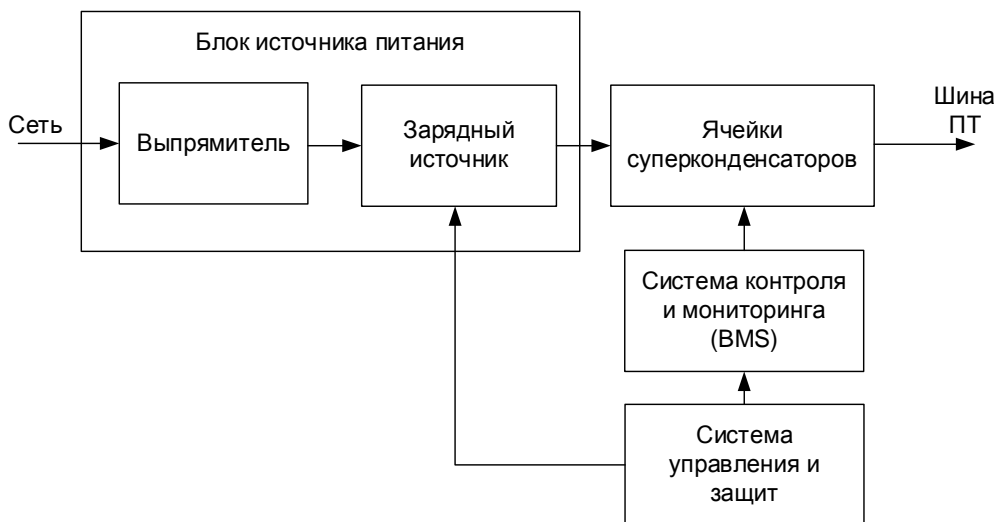 Блок источника питания
Сеть
Выпрямитель
Зарядный
источник
Ячейки
суперконденсаторов
Шина
ПТ
Система контроля
и мониторинга
(BMS)
Система
управления и
защит